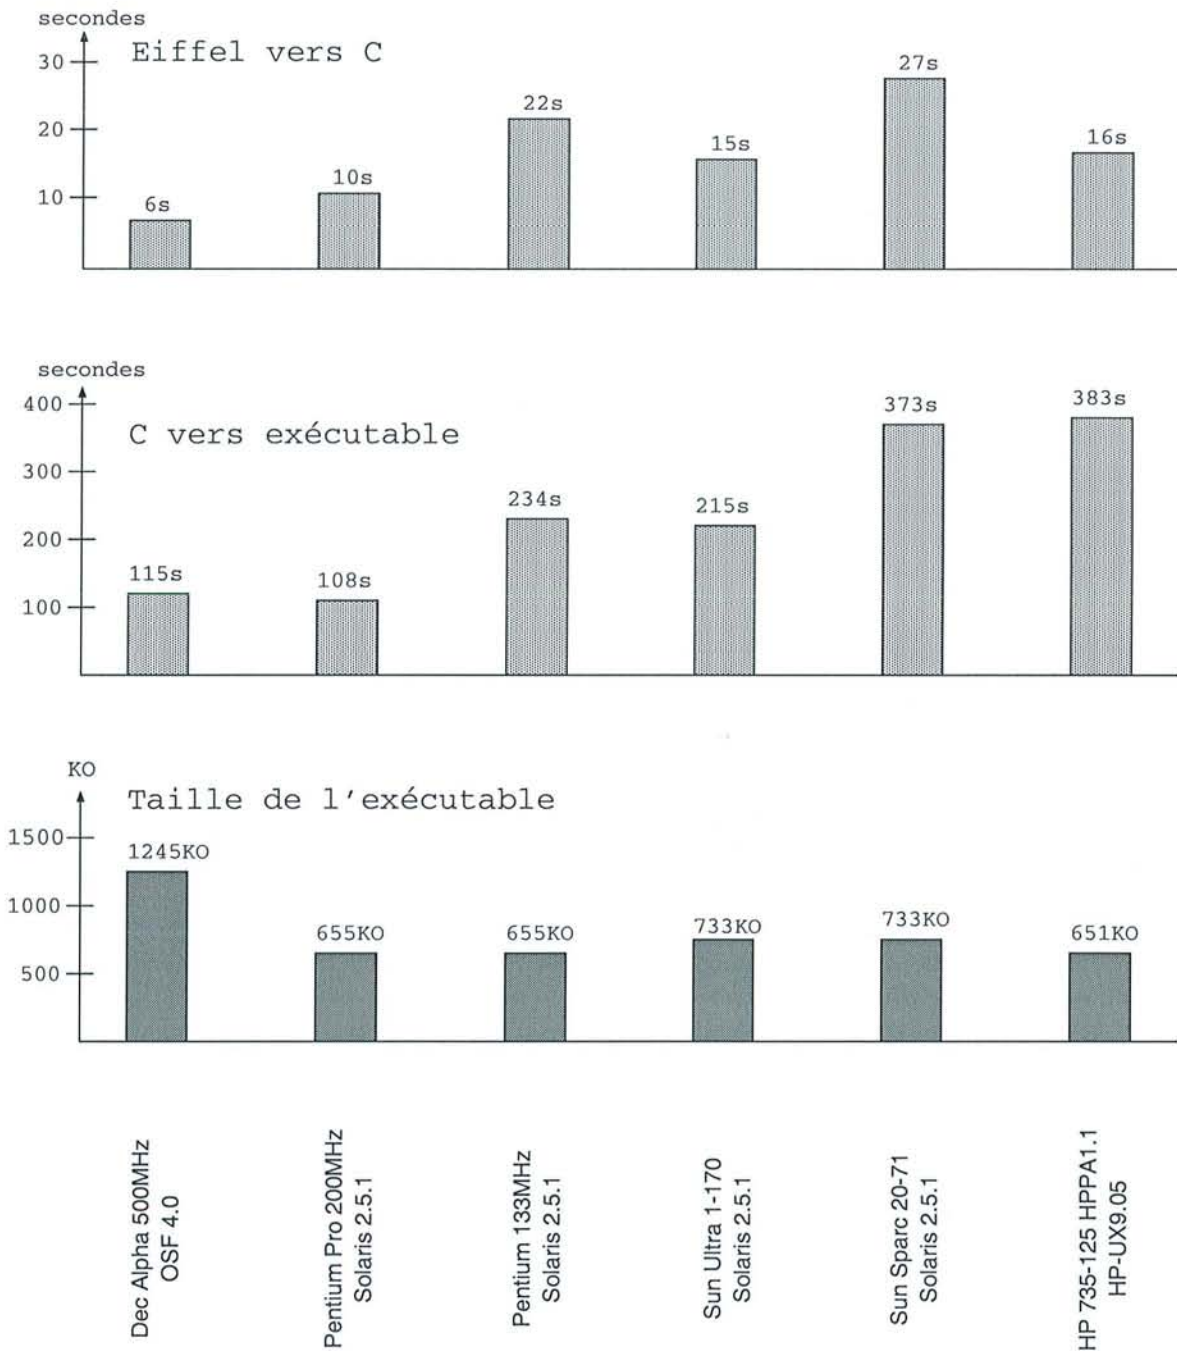 secondes
Eiffel vers C
30
20
10
6s
10s
22s
15s
27s
16s
secondes
C vers exécutable
400
300
200
100
115s
108s
234s
215s
373s
383s
KO
Taille de l'exécutable
1500
1000
500
1245KO
655KO
655KO
733KO
733KO
651KO
Dec Alpha 500MHz
OSF 4.0
Pentium Pro 200MHz
Solaris 2.5.1
Pentium 133MHz
Solaris 2.5.1
Sun Ultra 1-170
Solaris 2.5.1
Sun Sparc 20-71
Solaris 2.5.1
HP 735-125 HPPA1.1
HP-UX9.05